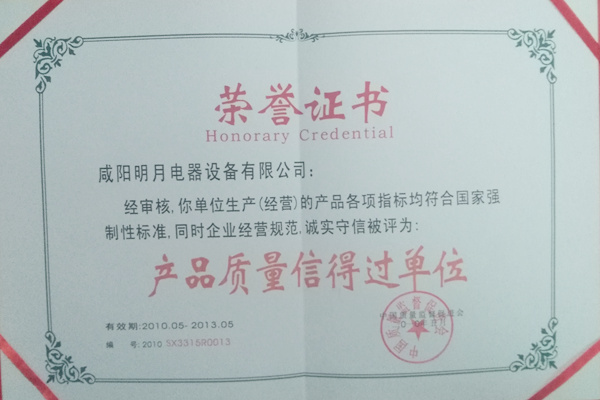 荣誉证书
Honorary Credential
咸阳明月电器设备有限公司:
经审核,你单位生产(经营)的产品各项指标均符合国家强
制性标准,同时企业经营规范,诚实守信被评为:
产品质量信得过单位
有效期:2010.05-2013.05
编 号:2010 SX3315R0013